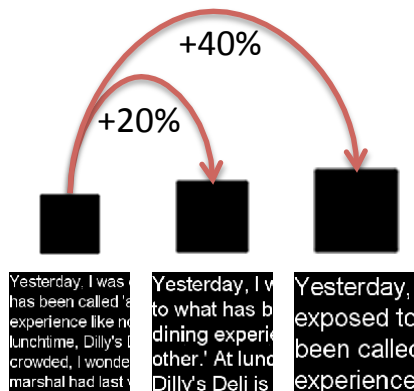 +40%
+20%
Yesterday, I was
has been called 'a
experience like no
lunchtime, Dilly's
crowded, I wonde
marshal had last
Yesterday, I w
to what has b
dining experie
other.' At lunc
Dilly's Deli is
Yesterday,
exposed to
been called
experience